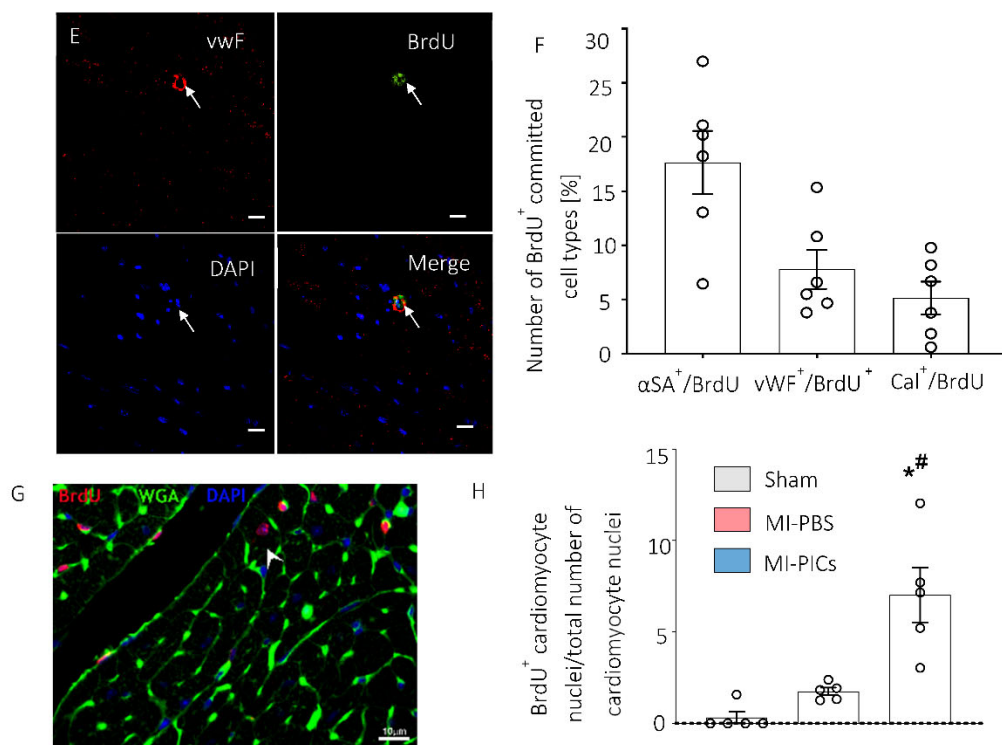 E
vwF
BrdU
DAPI
Merge
F
Number of BrdU⁺ committed
cell types [%]
30
25
20
15
10
5
0
αSA⁺/BrdU
vWF⁺/BrdU⁺
Cal⁺/BrdU
G
BrdU
WGA
DAPI
10μm
H
BrdU⁺ cardiomyocyte
nuclei/total number of
cardiomyocyte nuclei
15
10
5
0
Sham
MI-PBS
MI-PICs
*#